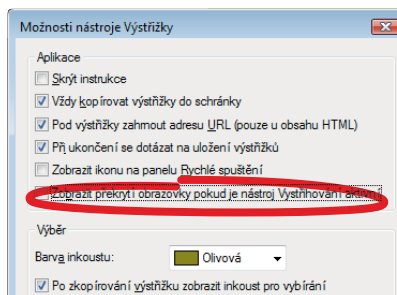 Možnosti nástroje Výstřižky
Aplikace
Skrýt instrukce
Vždy kopírovat výstřižky do schránky
Pod výstřižky zahrnout adresu URL (pouze u obsahu HTML)
Při ukončení se dotázat na uložení výstřižků
Zobrazit ikonu na panelu Rychlé spuštění
Zobrazit překrytí obrazovky pokud je nástroj Vystřihování aktivní
Výběr
Barva inkoustu:
Olivová
Po zkopírování výstřižku zobrazit inkoust pro vybírání